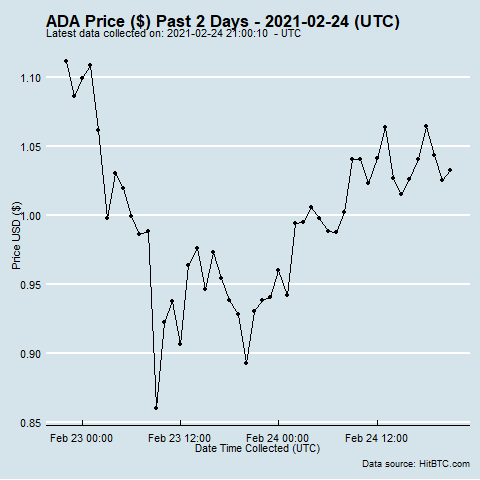 ADA Price ($) Past 2 Days - 2021-02-24 (UTC)
Latest data collected on: 2021-02-24 21:00:10 - UTC
1.10
1.05
1.00
0.95
0.90
0.85
Price USD ($)
Feb 23 00:00 Feb 23 12:00 Feb 24 00:00 Feb 24 12:00
Date Time Collected (UTC)
Data source: HitBTC.com